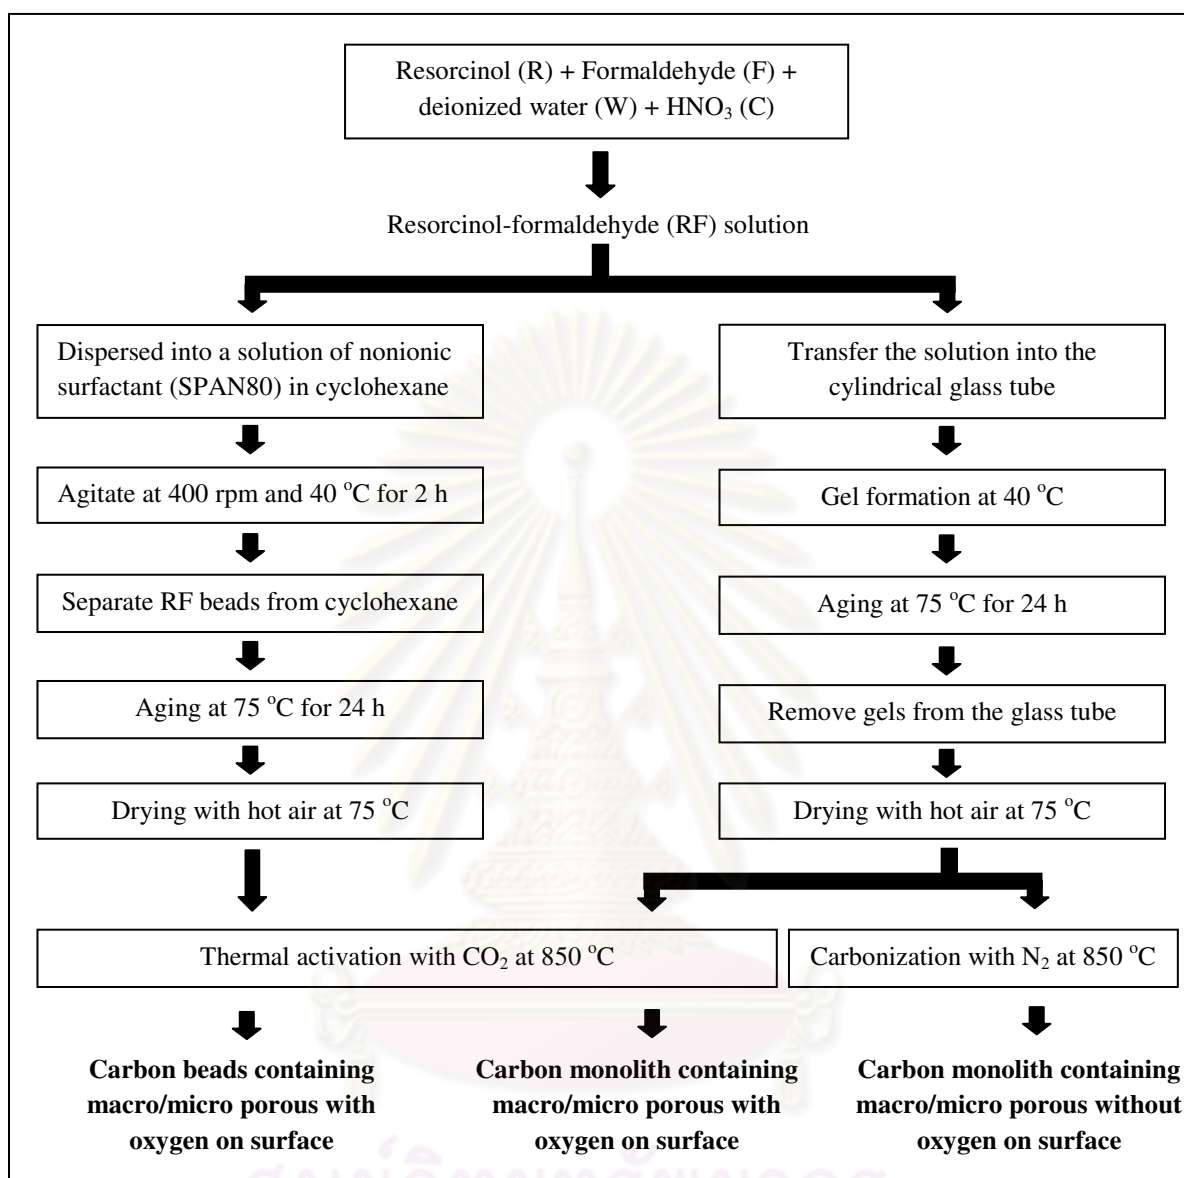 Resorcinol (R) + Formaldehyde (F) +
deionized water (W) + HNO₃ (C)
Resorcinol-formaldehyde (RF) solution
Dispersed into a solution of nonionic
surfactant (SPAN80) in cyclohexane
Agitate at 400 rpm and 40 °C for 2 h
Separate RF beads from cyclohexane
Aging at 75 °C for 24 h
Drying with hot air at 75 °C
Transfer the solution into the
cylindrical glass tube
Gel formation at 40 °C
Aging at 75 °C for 24 h
Remove gels from the glass tube
Drying with hot air at 75 °C
Thermal activation with CO₂ at 850 °C
Carbonization with N₂ at 850 °C
Carbon beads containing
macro/micro porous with
oxygen on surface
Carbon monolith containing
macro/micro porous with
oxygen on surface
Carbon monolith containing
macro/micro porous without
oxygen on surface